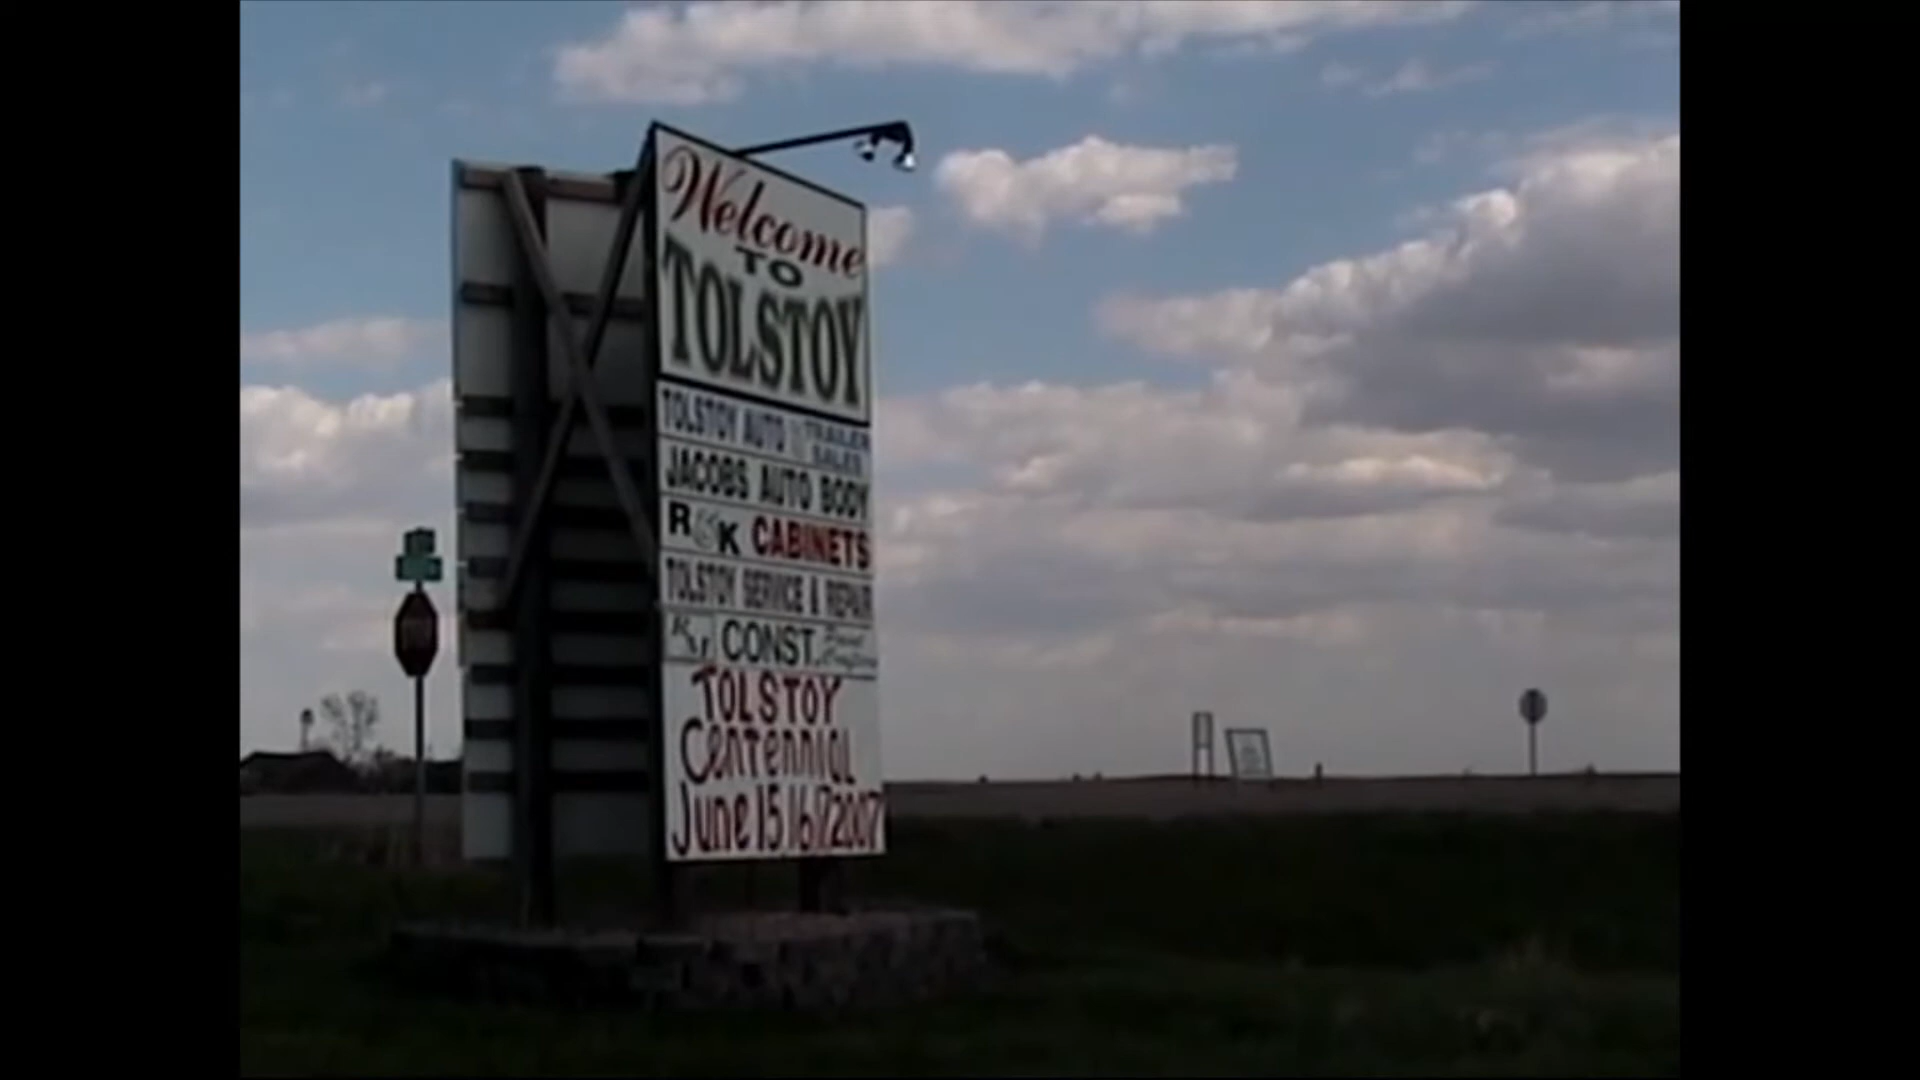 Welcome
TO
TOLSTOY
TOLSTOY AUTO TRAILER
SALES
JACOBS AUTO BODY
R & K CABINETS
TOLSTOY SERVICE & REPAIR
CONST.
TOLSTOY
Centennial
June 15 16 17 2007